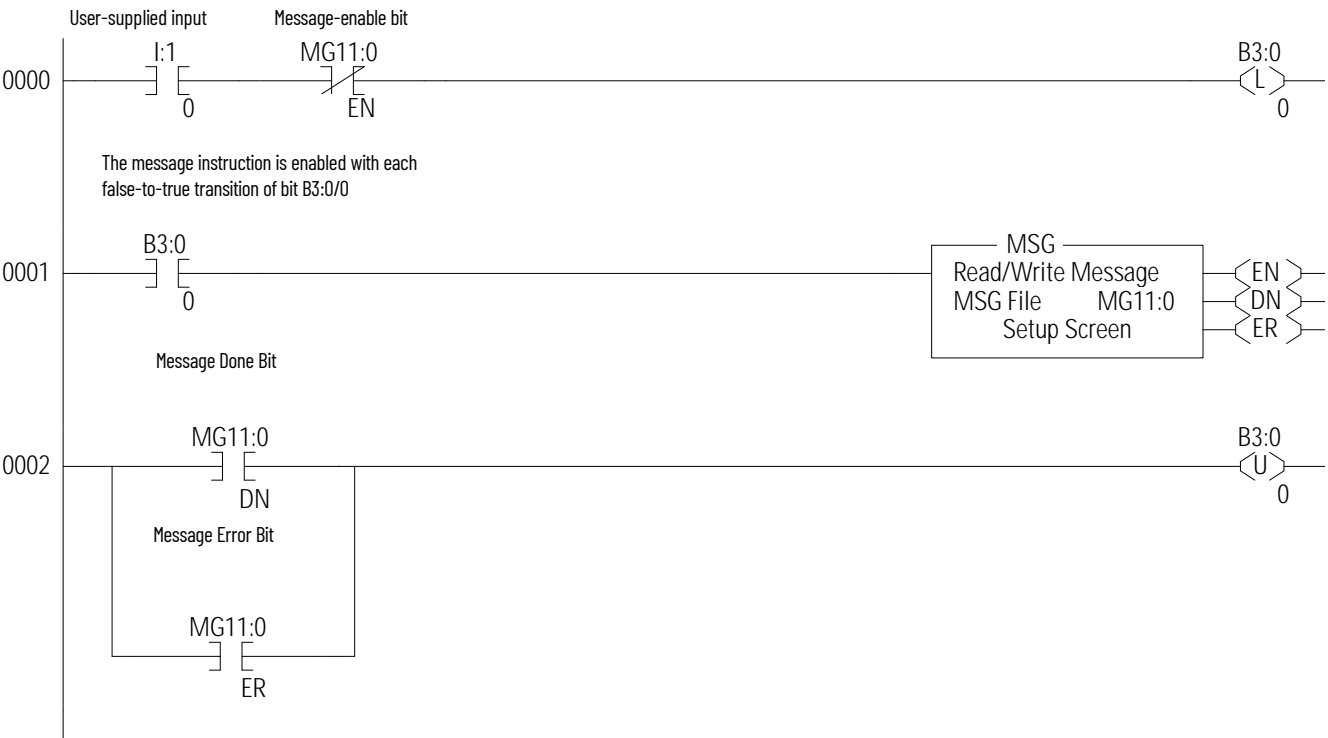 User-supplied input Message-enable bit
I:1 MG11:0 B3:0
0000
L
0 EN 0
The message instruction is enabled with each
false-to-true transition of bit B3:0/0
B3:0 MSG
0001 Read/Write Message EN
0 MSG File MG11:0 DN
Setup Screen ER
Message Done Bit
MG11:0 B3:0
0002 U
DN 0
Message Error Bit
MG11:0
ER